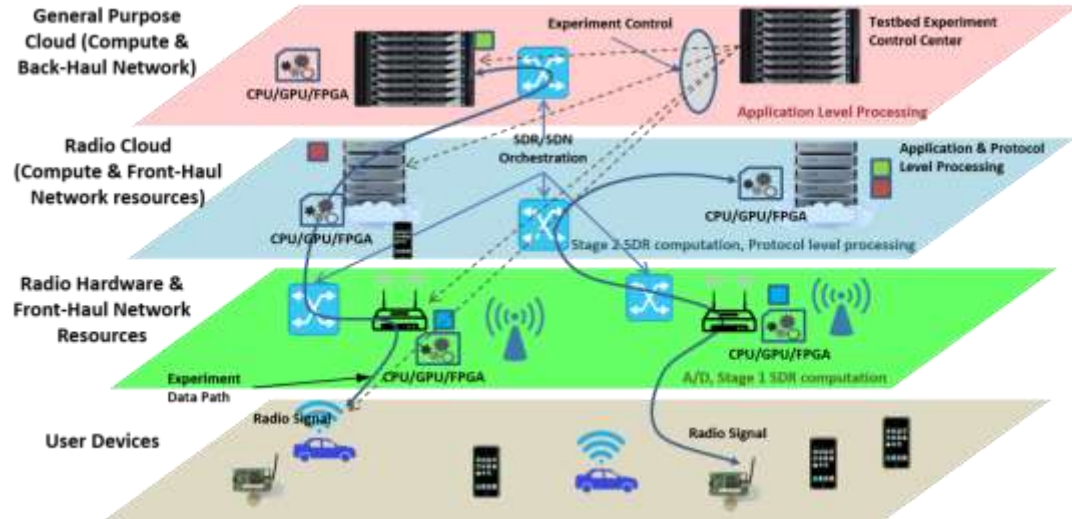 General Purpose
Cloud (Compute &
Back-Haul Network)
Experiment Control
Testbed Experiment
Control Center
CPU/GPU/FPGA
Application Level Processing
Radio Cloud
(Compute & Front-Haul
Network resources)
SDR/SDN
Orchestration
Application & Protocol
Level Processing
CPU/GPU/FPGA
CPU/GPU/FPGA
Stage 2 SDR computation, Protocol level processing
Radio Hardware &
Front-Haul Network
Resources
CPU/GPU/FPGA
CPU/GPU/FPGA
A/D, Stage 1 SDR computation
Experiment
Data Path
Radio Signal
User Devices
Radio Signal